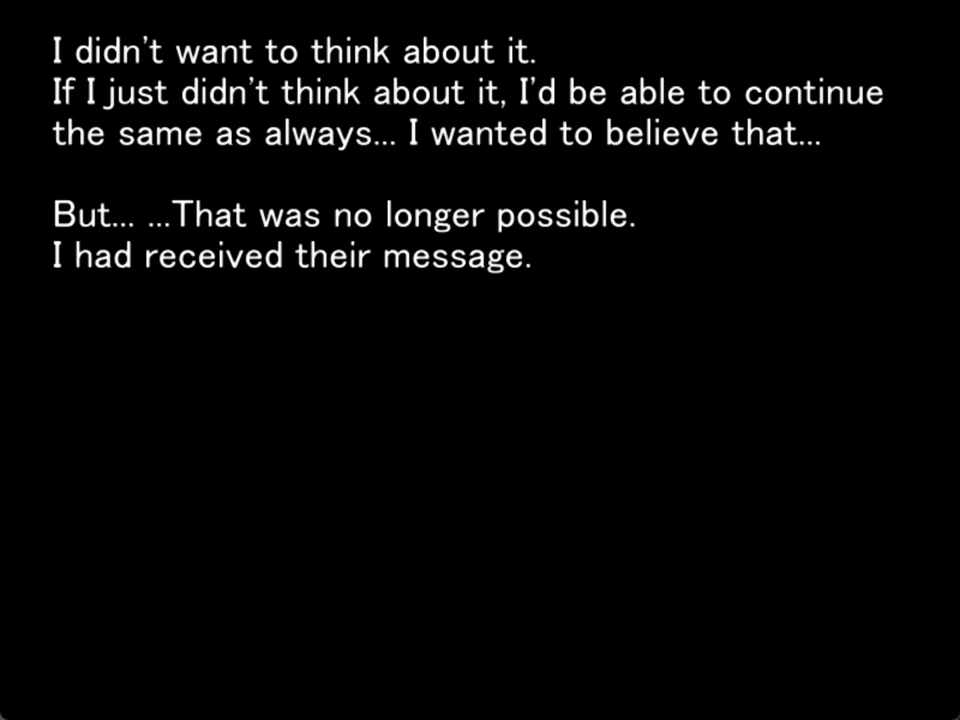 I didn't want to think about it.
If I just didn't think about it, I'd be able to continue
the same as always... I wanted to believe that...
But... ...That was no longer possible.
I had received their message.